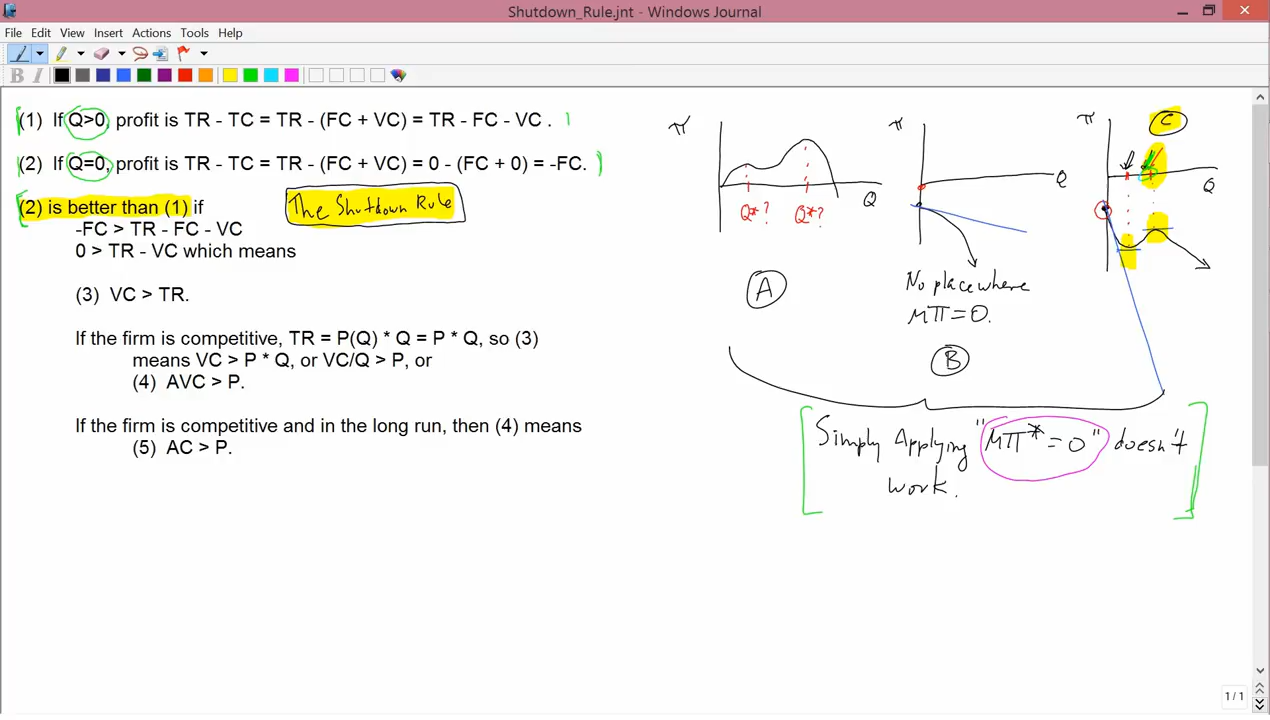 Shutdown_Rule.jnt - Windows Journal
File Edit View Insert Actions Tools Help
B I
(1) If Q>0, profit is TR - TC = TR - (FC + VC) = TR - FC - VC .
(2) If Q=0, profit is TR - TC = TR - (FC + VC) = 0 - (FC + 0) = -FC.
(2) is better than (1) if
The Shutdown Rule
-FC > TR - FC - VC
0 > TR - VC which means
(3) VC > TR.
If the firm is competitive, TR = P(Q) * Q = P * Q, so (3)
means VC > P * Q, or VC/Q > P, or
(4) AVC > P.
If the firm is competitive and in the long run, then (4) means
(5) AC > P.
π
Q
Q*? Q*?
A
π
Q
No place where
Mπ = 0.
B
π
C
Q
Simply Applying "Mπ* = 0" doesn't
work.
1 / 1